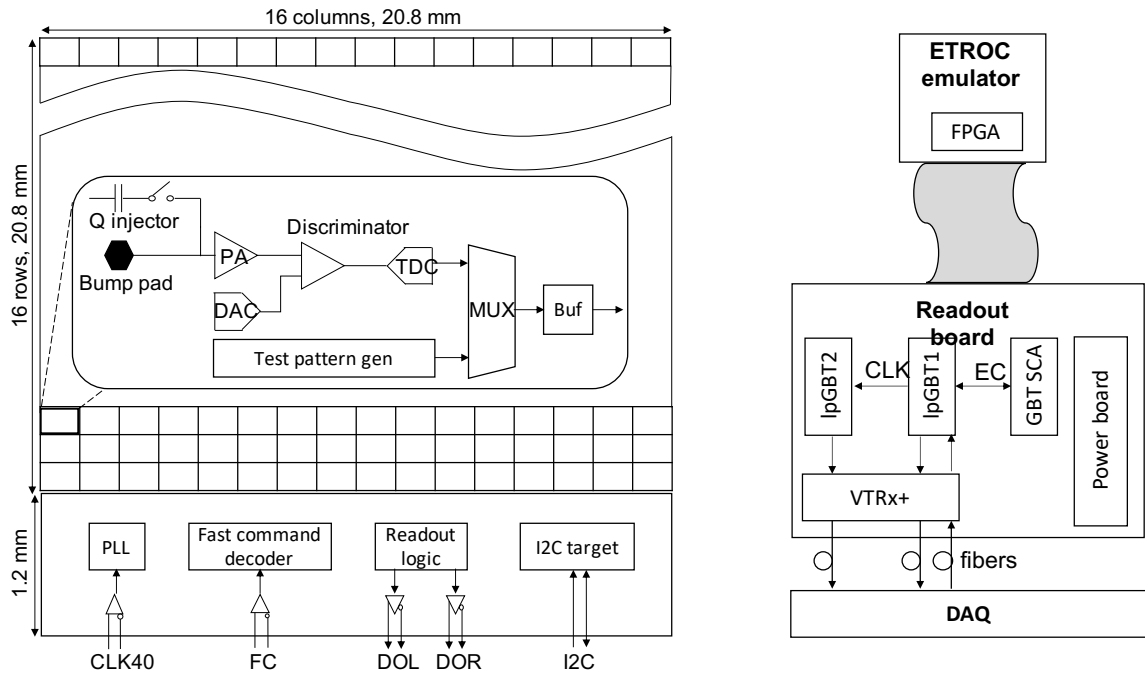 16 columns, 20.8 mm
16 rows, 20.8 mm
Q injector
Bump pad
PA
Discriminator
TDC
DAC
MUX
Buf
Test pattern gen
1.2 mm
PLL
Fast command
decoder
Readout
logic
I2C target
CLK40
FC
DOL
DOR
I2C
ETROC
emulator
FPGA
Readout
board
lpGBT2
CLK
lpGBT1
EC
GBT SCA
Power board
VTRx+
fibers
DAQ